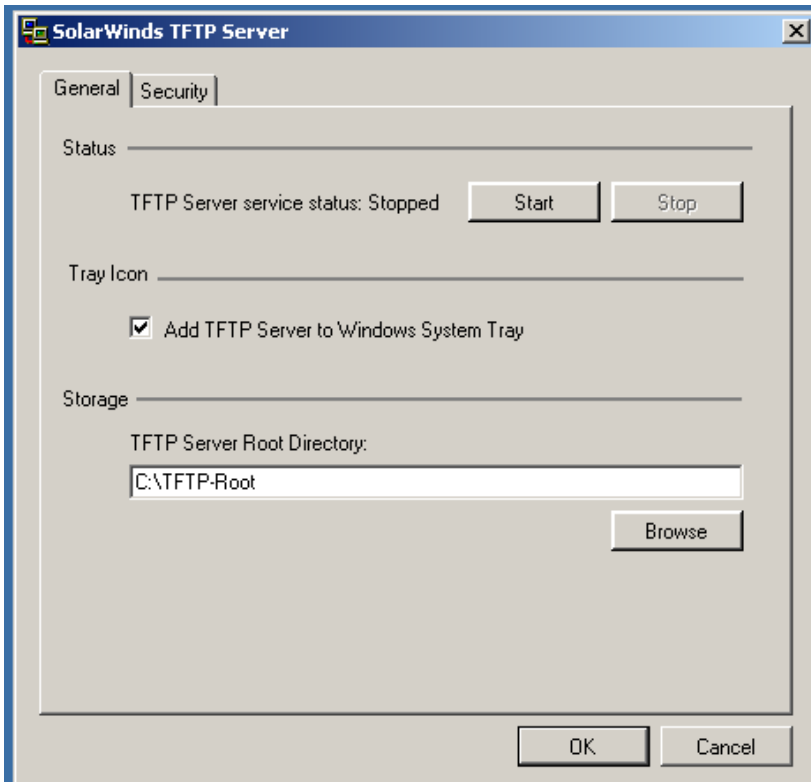 SolarWinds TFTP Server
General Security
Status
TFTP Server service status: Stopped Start Stop
Tray Icon
Add TFTP Server to Windows System Tray
Storage
TFTP Server Root Directory:
C:\TFTP-Root
Browse
OK Cancel